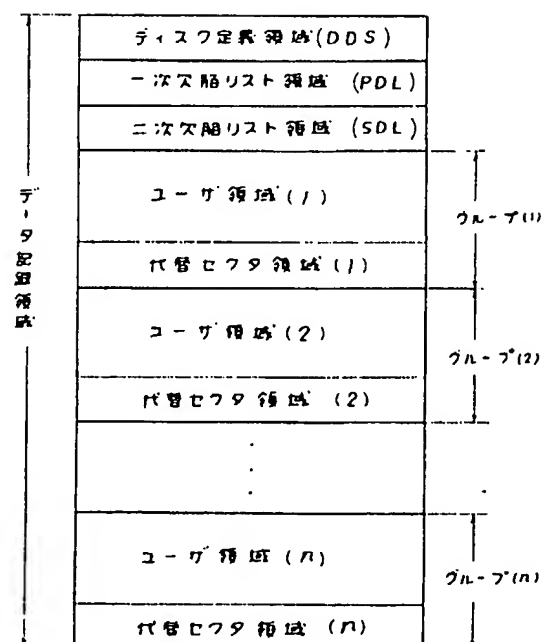 ディスク定義領域(DDS)
一次欠陥リスト領域 (PDL)
二次欠陥リスト領域 (SDL)
ユーザ領域(1)
代替セクタ領域(1)
グループ(1)
ユーザ領域(2)
代替セクタ領域 (2)
グループ(2)
データ記録領域
ユーザ領域 (n)
代替セクタ領域 (n)
グループ(n)